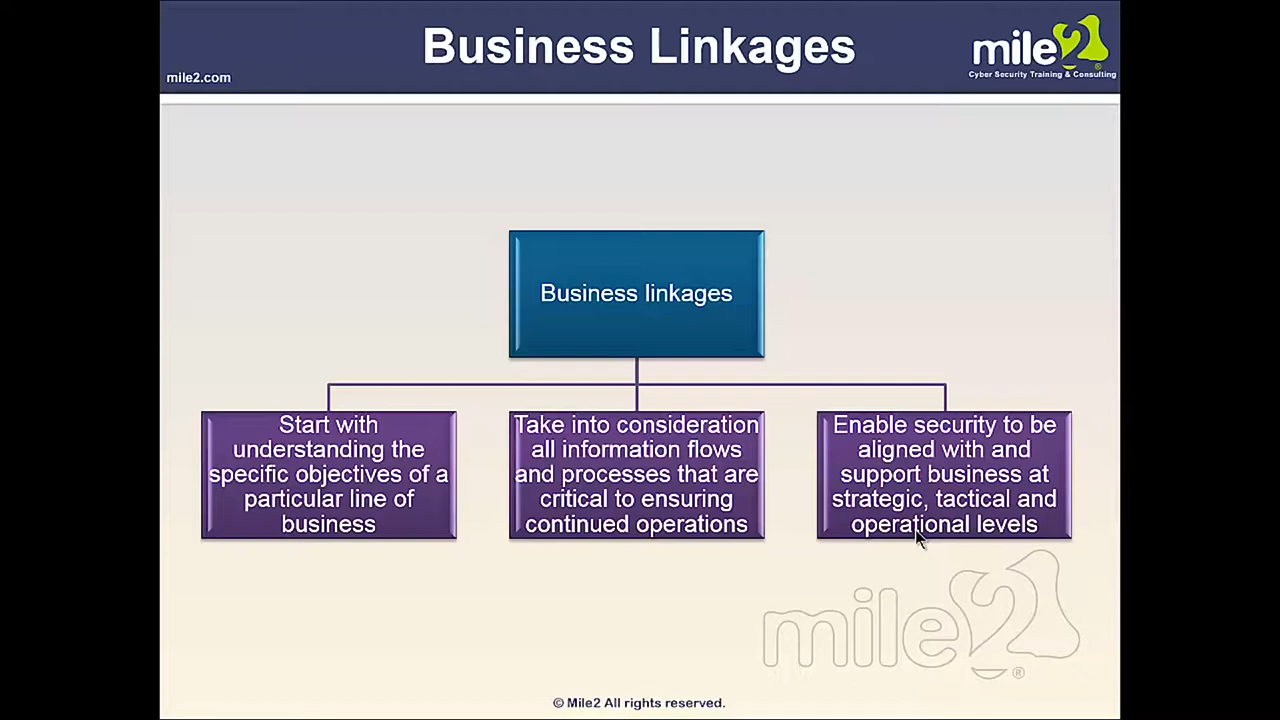 Business Linkages
mile2.com
mile2®
Cyber Security Training & Consulting
Business linkages
Start with
understanding the
specific objectives of a
particular line of
business
Take into consideration
all information flows
and processes that are
critical to ensuring
continued operations
Enable security to be
aligned with and
support business at
strategic, tactical and
operational levels
mile2®
© Mile2 All rights reserved.